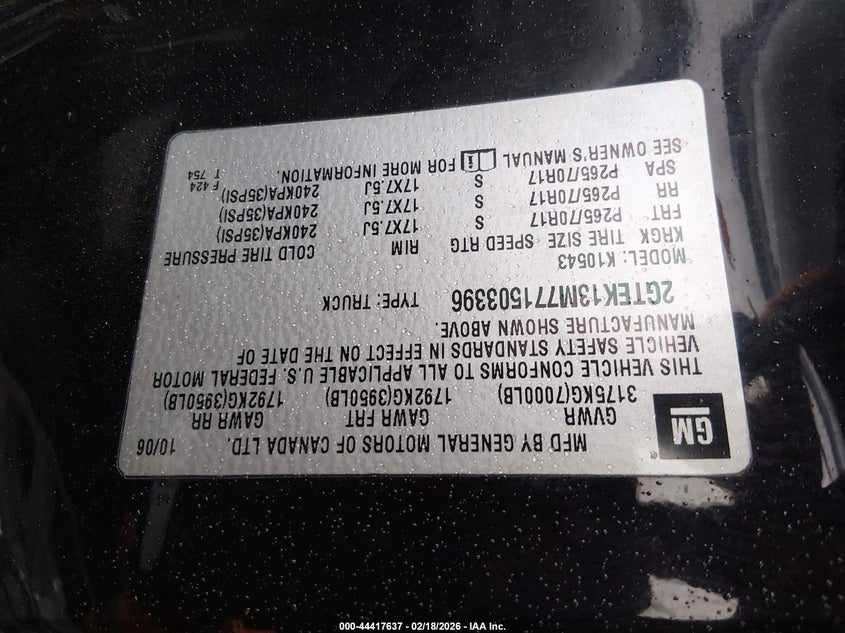 GM
MFD BY GENERAL MOTORS OF CANADA LTD. 10/06
GVWR GAWR FRT GAWR RR
3175KG(7000LB) 1792KG(3950LB) 1792KG(3950LB)
THIS VEHICLE CONFORMS TO ALL APPLICABLE U.S. FEDERAL MOTOR
VEHICLE SAFETY STANDARDS IN EFFECT ON THE DATE OF
MANUFACTURE SHOWN ABOVE.
2GTEK13M771503396 TYPE: TRUCK
MODEL: K10543
KRGK TIRE SIZE SPEED RTG RIM COLD TIRE PRESSURE
FRT P265/70R17 S 17X7.5J 240KPA(35PSI)
RR P265/70R17 S 17X7.5J 240KPA(35PSI)
SPA P265/70R17 S 17X7.5J 240KPA(35PSI)
SEE OWNER'S MANUAL i FOR MORE INFORMATION.
F 424
T 754
000-44417637 - 02/18/2026 - IAA Inc.